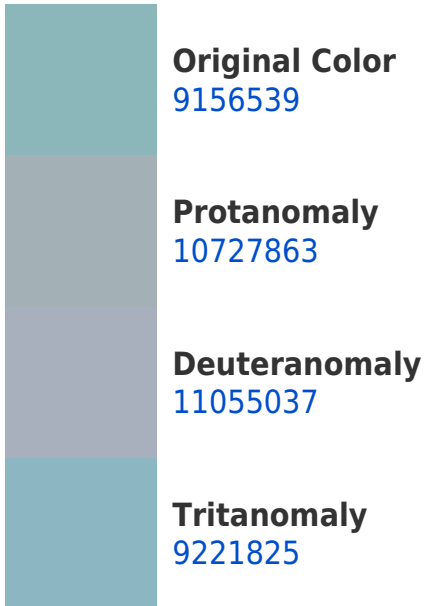 Original Color
9156539
Protanomaly
10727863
Deuteranomaly
11055037
Tritanomaly
9221825